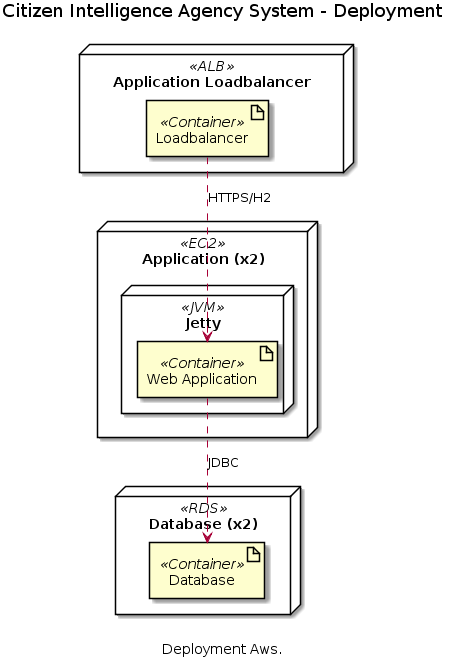 Citizen Intelligence Agency System - Deployment
«ALB»
Application Loadbalancer
«Container»
Loadbalancer
HTTPS/H2
«EC2»
Application (x2)
«JVM»
Jetty
«Container»
Web Application
JDBC
«RDS»
Database (x2)
«Container»
Database
Deployment Aws.